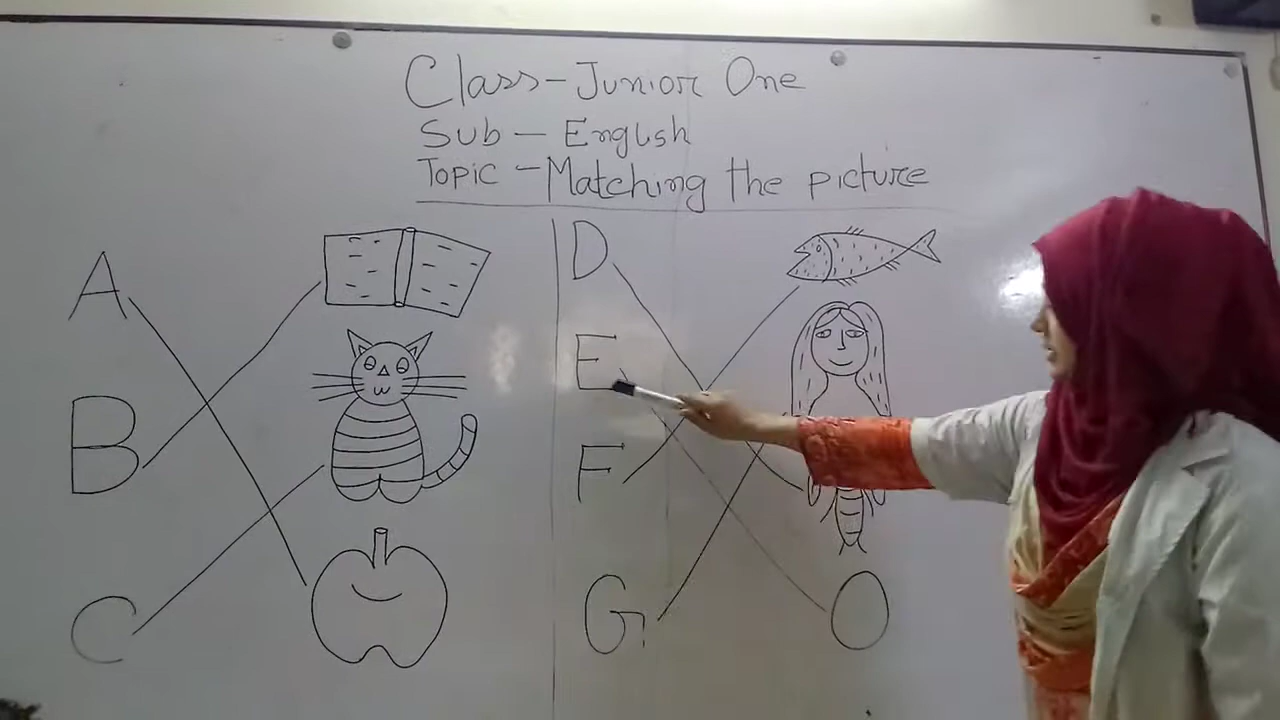 Class-Junior One
Sub - English
Topic - Matching the picture
A
B
C
D
E
F
G